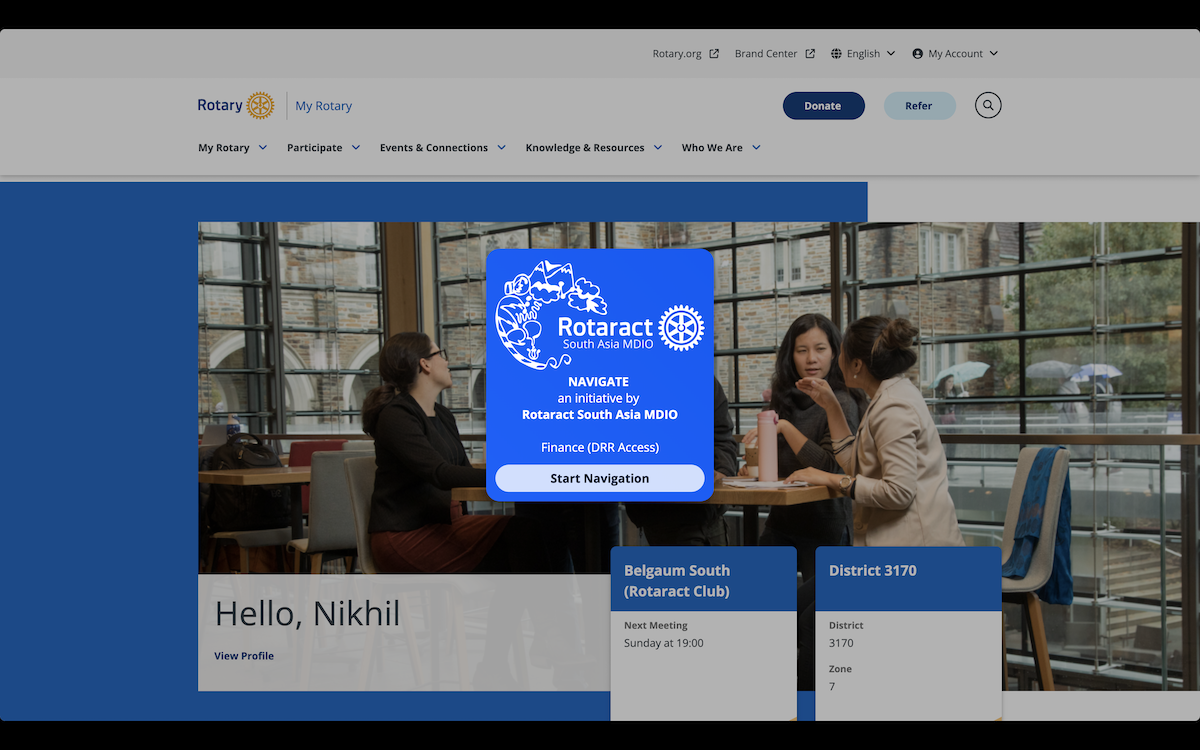 Rotary.org
Brand Center
English
My Account
Rotary
My Rotary
Donate
Refer
My Rotary
Participate
Events & Connections
Knowledge & Resources
Who We Are
Rotaract
South Asia MDIO
NAVIGATE
an initiative by
Rotaract South Asia MDIO
Finance (DRR Access)
Start Navigation
Hello, Nikhil
View Profile
Belgaum South
(Rotaract Club)
Next Meeting
Sunday at 19:00
District 3170
District
3170
Zone
7